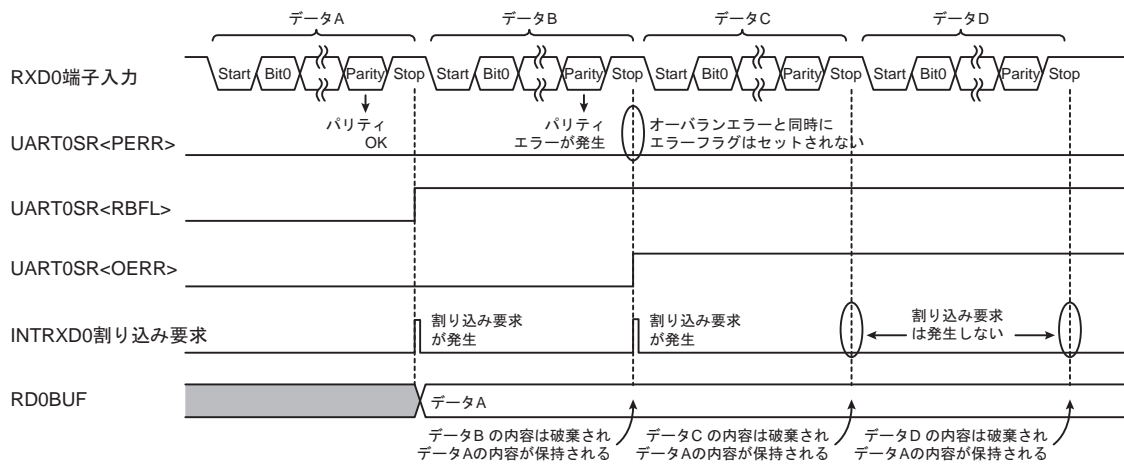 データA データB データC データD
RXD0端子入力 Start Bit0 Parity Stop Start Bit0 Parity Stop Start Bit0 Parity Stop Start Bit0 Parity Stop
パリティ
OK
パリティ
エラーが発生
オーバランエラーと同時に
エラーフラグはセットされない
UART0SR<PERR>
UART0SR<RBFL>
UART0SR<OERR>
INTRXD0割り込み要求
割り込み要求
が発生
割り込み要求
が発生
割り込み要求
は発生しない
RD0BUF
データA
データB の内容は破棄され
データAの内容が保持される
データC の内容は破棄され
データAの内容が保持される
データD の内容は破棄され
データAの内容が保持される